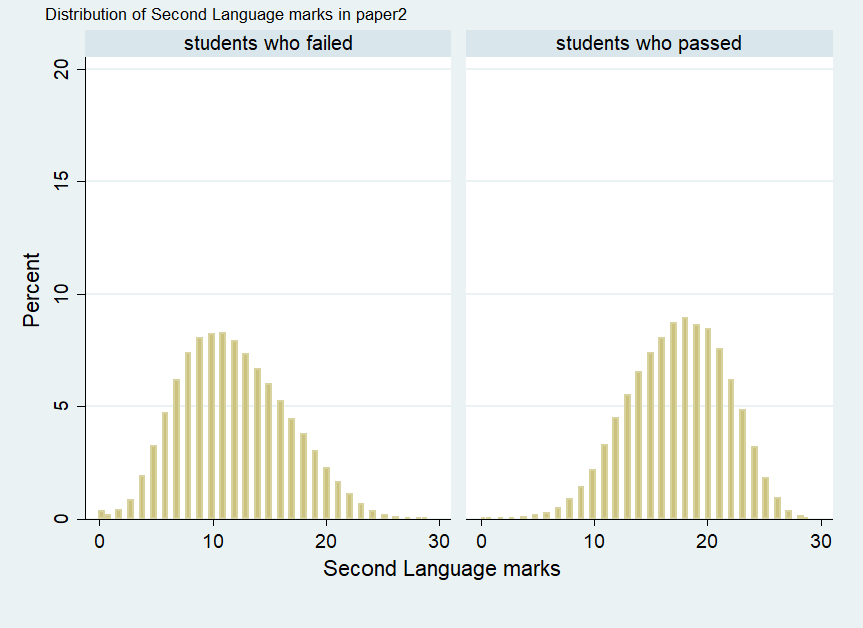 Distribution of Second Language marks in paper2
students who failed
students who passed
20
15
10
5
0
Percent
0 10 20 30
0 10 20 30
Second Language marks